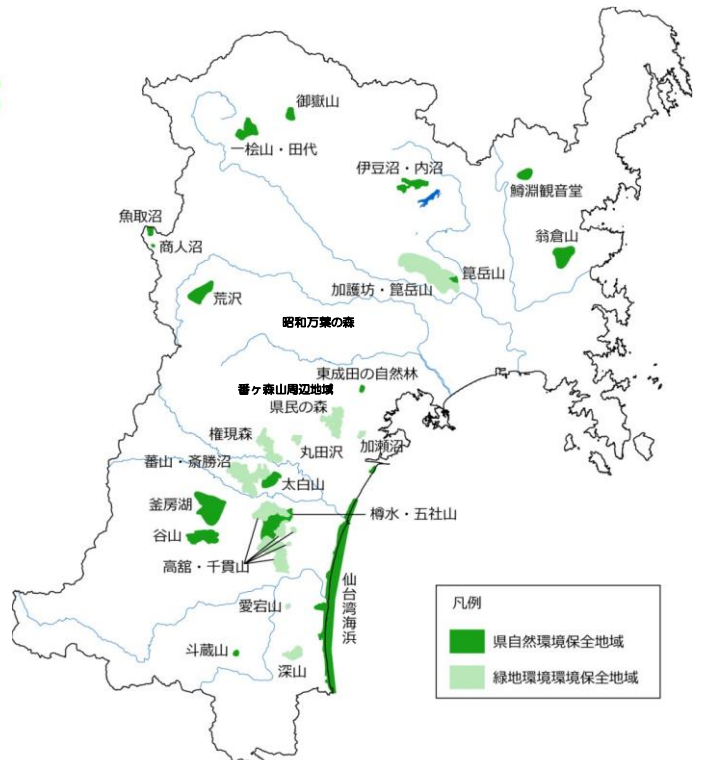 御嶽山
一桧山・田代
伊豆沼・内沼
鱒淵観音堂
魚取沼
商人沼
翁倉山
箟岳山
加護坊・箟岳山
荒沢
昭和万葉の森
東成田の自然林
番ヶ森山周辺地域
県民の森
権現森
丸田沢
加瀬沼
蕃山・斎勝沼
太白山
釜房湖
樽水・五社山
谷山
高舘・千貫山
仙台湾海浜
愛宕山
斗蔵山
深山
凡例
県自然環境保全地域
緑地環境環境保全地域